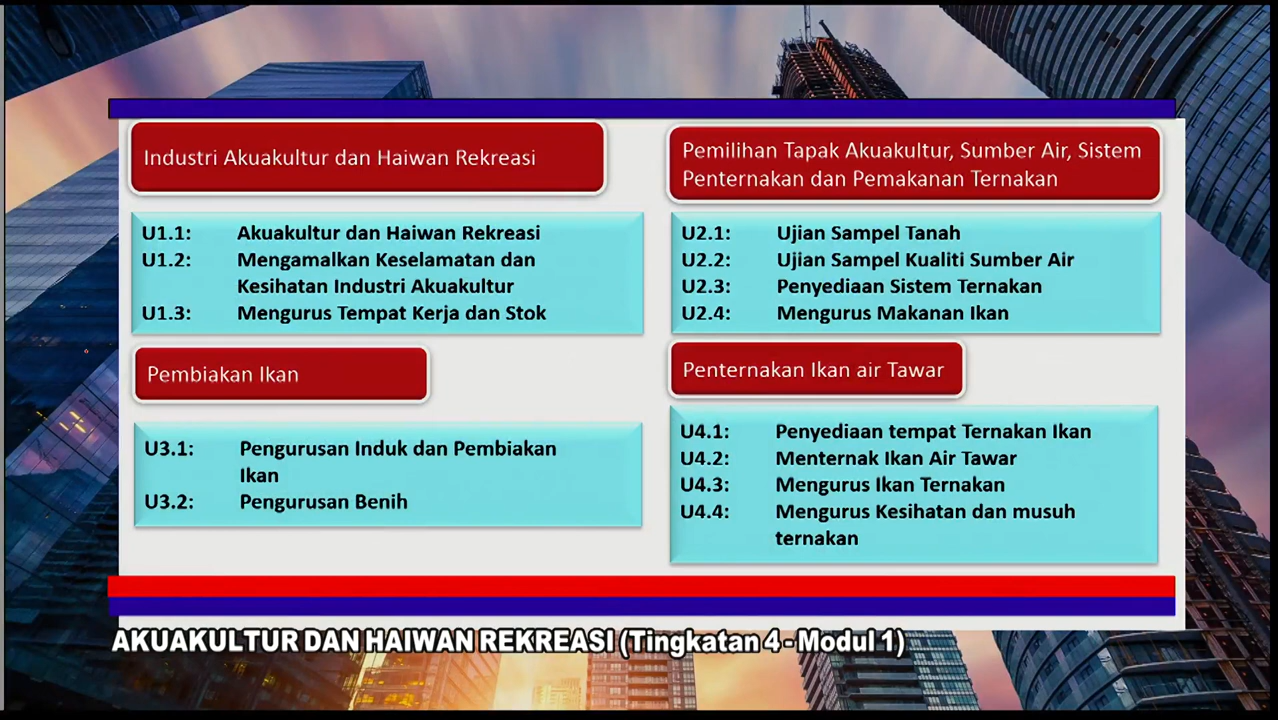 Industri Akuakultur dan Haiwan Rekreasi
U1.1: Akuakultur dan Haiwan Rekreasi
U1.2: Mengamalkan Keselamatan dan
Kesihatan Industri Akuakultur
U1.3: Mengurus Tempat Kerja dan Stok
Pemilihan Tapak Akuakultur, Sumber Air, Sistem
Penternakan dan Pemakanan Ternakan
U2.1: Ujian Sampel Tanah
U2.2: Ujian Sampel Kualiti Sumber Air
U2.3: Penyediaan Sistem Ternakan
U2.4: Mengurus Makanan Ikan
Pembiakan Ikan
U3.1: Pengurusan Induk dan Pembiakan
Ikan
U3.2: Pengurusan Benih
Penternakan Ikan air Tawar
U4.1: Penyediaan tempat Ternakan Ikan
U4.2: Menternak Ikan Air Tawar
U4.3: Mengurus Ikan Ternakan
U4.4: Mengurus Kesihatan dan musuh
ternakan
AKUAKULTUR DAN HAIWAN REKREASI (Tingkatan 4 - Modul 1)